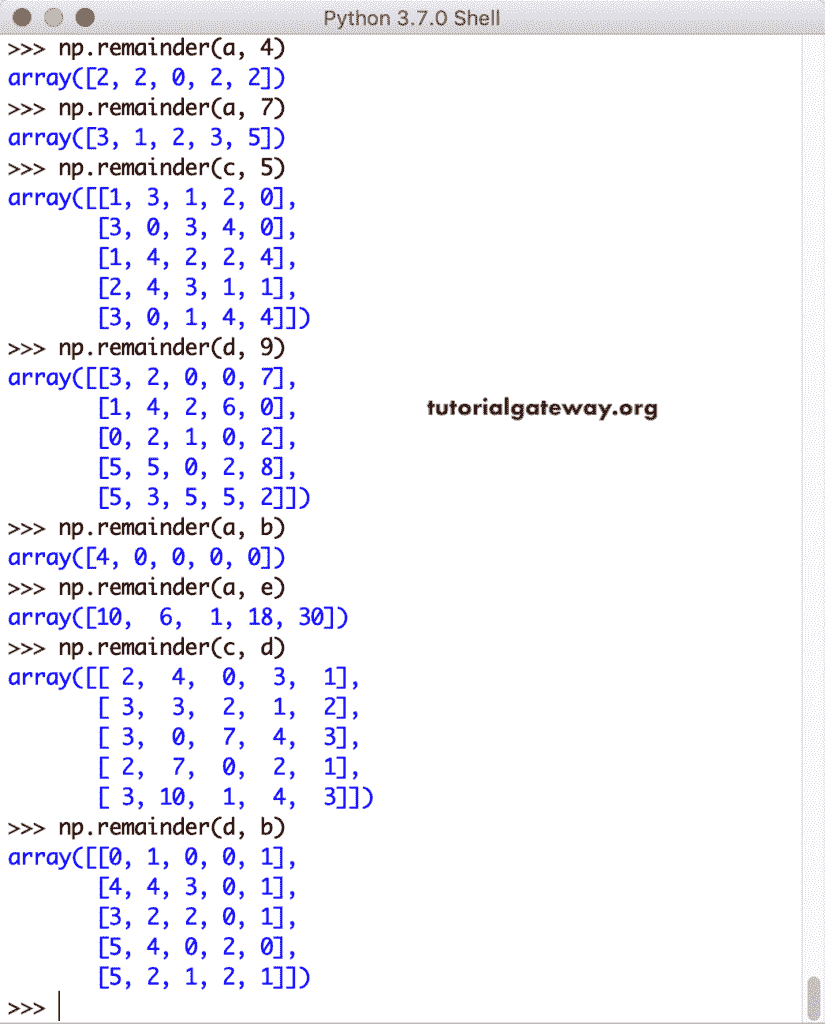 Python 3.7.0 Shell
>>> np.remainder(a, 4)
array([2, 2, 0, 2, 2])
>>> np.remainder(a, 7)
array([3, 1, 2, 3, 5])
>>> np.remainder(c, 5)
array([[1, 3, 1, 2, 0],
       [3, 0, 3, 4, 0],
       [1, 4, 2, 2, 4],
       [2, 4, 3, 1, 1],
       [3, 0, 1, 4, 4]])
>>> np.remainder(d, 9)
array([[3, 2, 0, 0, 7],
       [1, 4, 2, 6, 0],
       [0, 2, 1, 0, 2],
       [5, 5, 0, 2, 8],
       [5, 3, 5, 5, 2]])
tutorialgateway.org
>>> np.remainder(a, b)
array([4, 0, 0, 0, 0])
>>> np.remainder(a, e)
array([10,  6,  1, 18, 30])
>>> np.remainder(c, d)
array([[ 2,  4,  0,  3,  1],
       [ 3,  3,  2,  1,  2],
       [ 3,  0,  7,  4,  3],
       [ 2,  7,  0,  2,  1],
       [ 3, 10,  1,  4,  3]])
>>> np.remainder(d, b)
array([[0, 1, 0, 0, 1],
       [4, 4, 3, 0, 1],
       [3, 2, 2, 0, 1],
       [5, 4, 0, 2, 0],
       [5, 2, 1, 2, 1]])
>>>